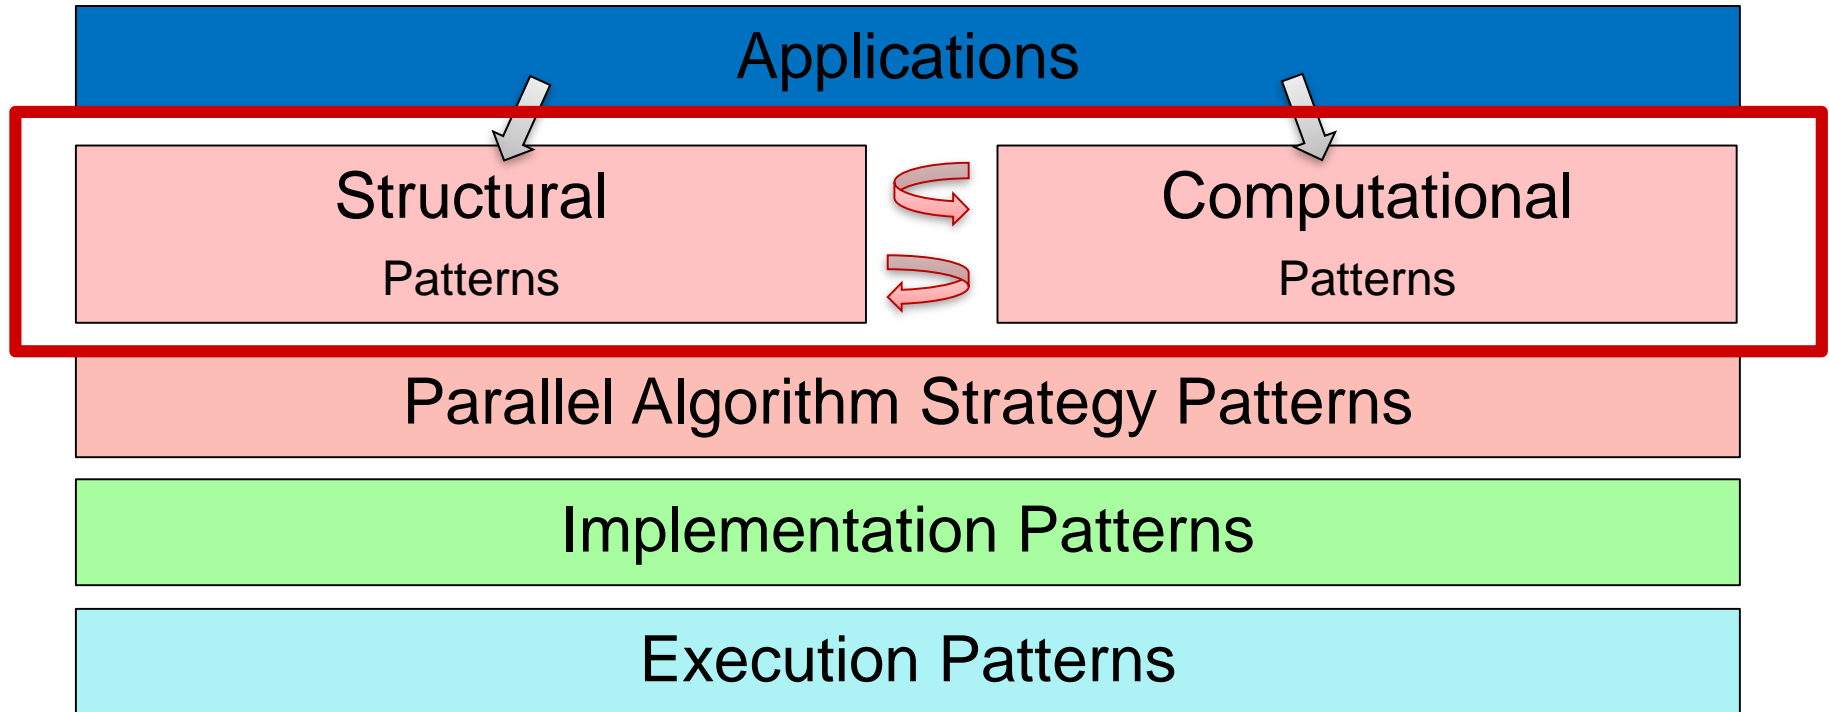 Applications
Structural
Patterns
Computational
Patterns
Parallel Algorithm Strategy Patterns
Implementation Patterns
Execution Patterns